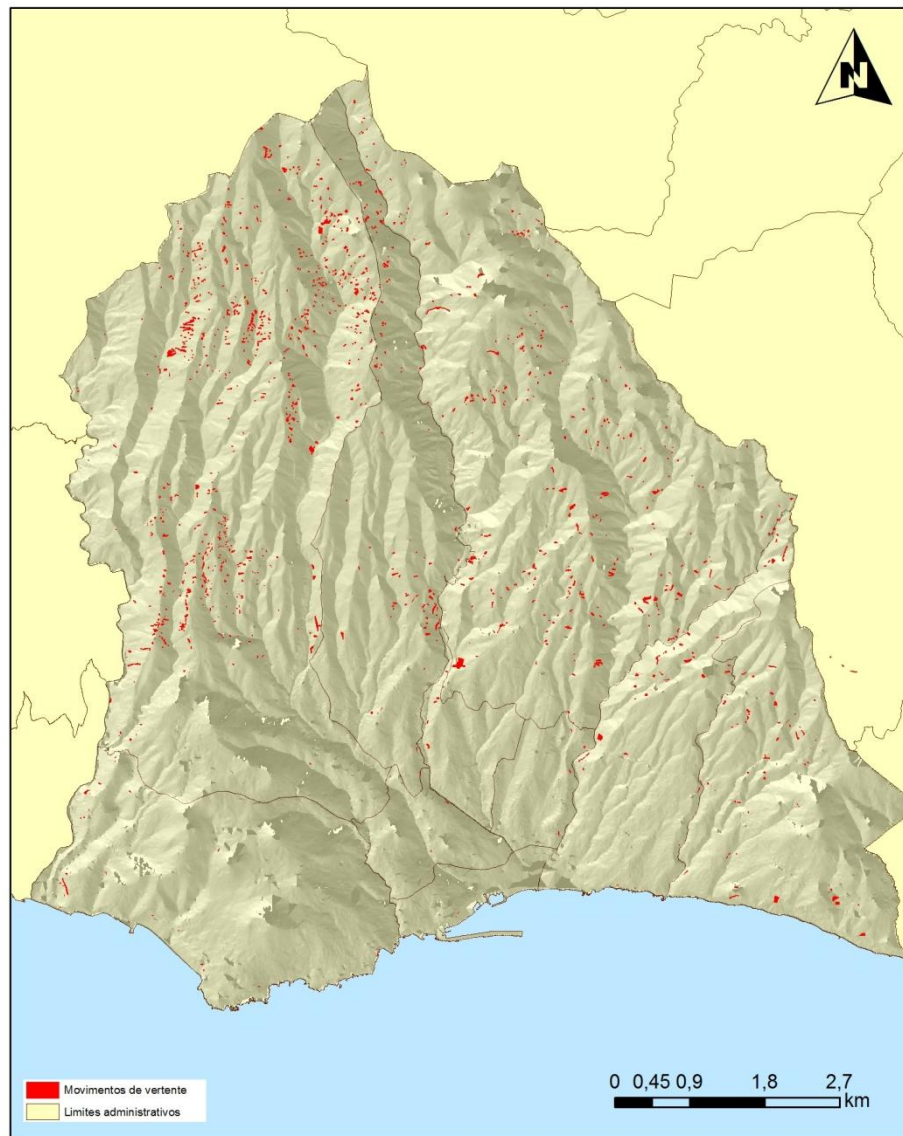 N
Movimentos de vertente
Limites administrativos
0 0,45 0,9 1,8 2,7
km